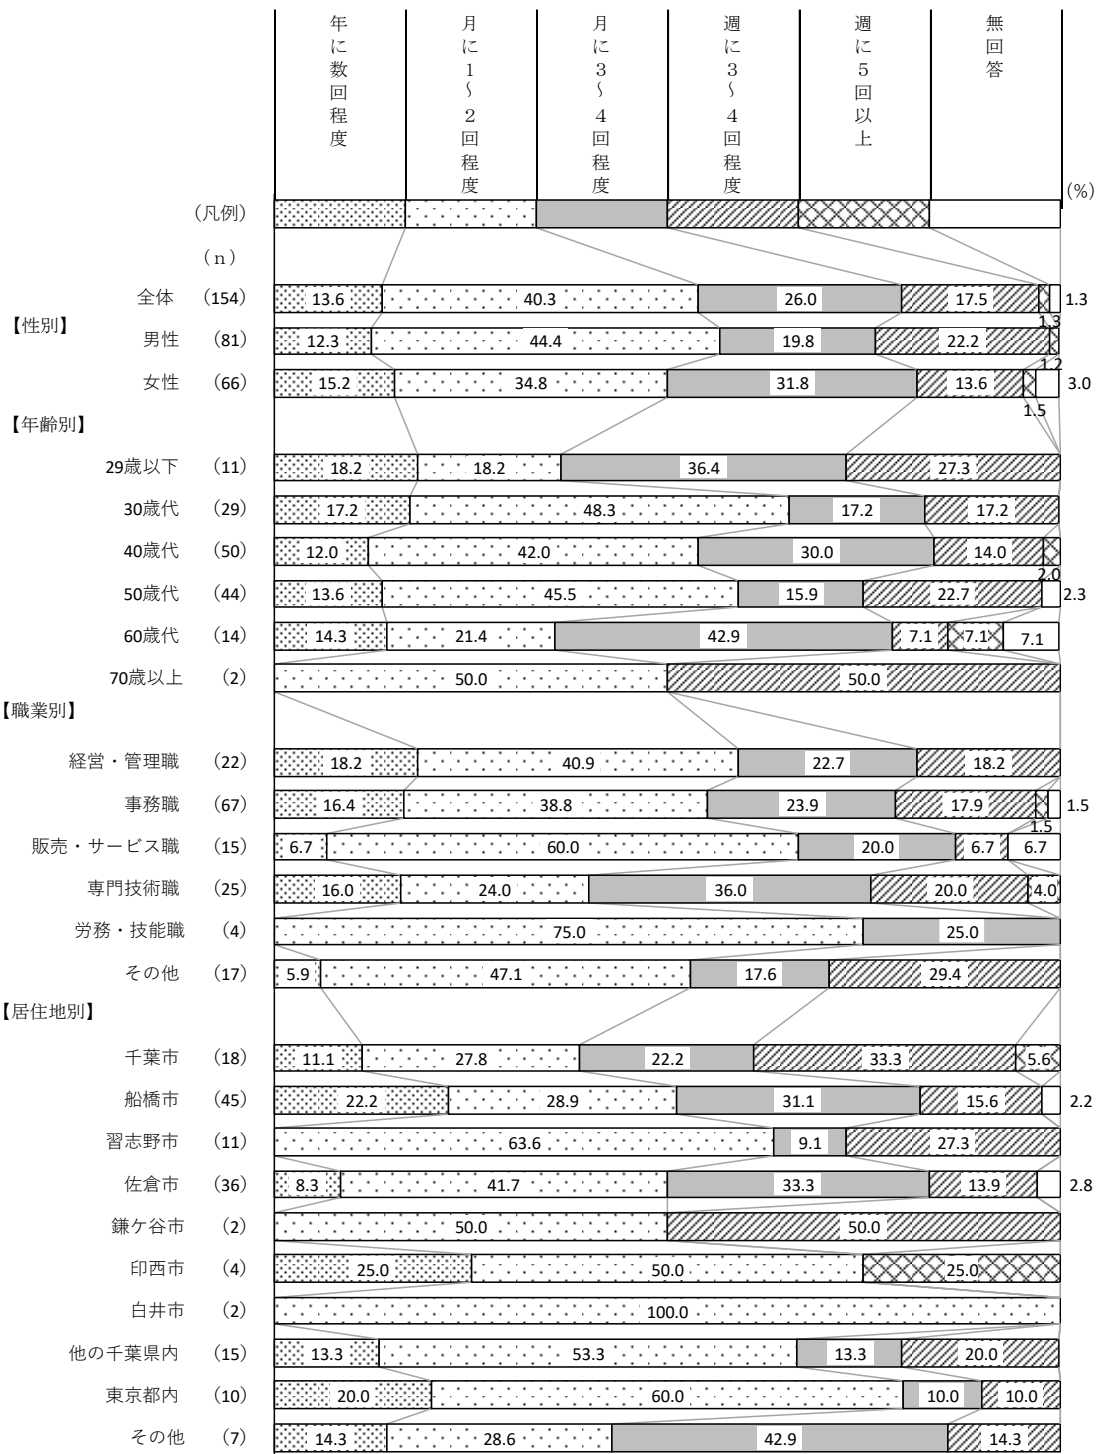 年に数回程度
月に1～2回程度
月に3～4回程度
週に3～4回程度
週に5回以上
無回答
(%)
(凡例)
(n)
全体 (154) 13.6 40.3 26.0 17.5 1.3 1.3
【性別】
男性 (81) 12.3 44.4 19.8 22.2 1.2
女性 (66) 15.2 34.8 31.8 13.6 1.5 3.0
【年齢別】
29歳以下 (11) 18.2 18.2 36.4 27.3
30歳代 (29) 17.2 48.3 17.2 17.2
40歳代 (50) 12.0 42.0 30.0 14.0 2.0
50歳代 (44) 13.6 45.5 15.9 22.7 2.3
60歳代 (14) 14.3 21.4 42.9 7.1 7.1 7.1
70歳以上 (2) 50.0 50.0
【職業別】
経営・管理職 (22) 18.2 40.9 22.7 18.2
事務職 (67) 16.4 38.8 23.9 17.9 1.5 1.5
販売・サービス職 (15) 6.7 60.0 20.0 6.7 6.7
専門技術職 (25) 16.0 24.0 36.0 20.0 4.0
労務・技能職 (4) 75.0 25.0
その他 (17) 5.9 47.1 17.6 29.4
【居住地別】
千葉市 (18) 11.1 27.8 22.2 33.3 5.6
船橋市 (45) 22.2 28.9 31.1 15.6 2.2
習志野市 (11) 63.6 9.1 27.3
佐倉市 (36) 8.3 41.7 33.3 13.9 2.8
鎌ケ谷市 (2) 50.0 50.0
印西市 (4) 25.0 50.0 25.0
白井市 (2) 100.0
他の千葉県内 (15) 13.3 53.3 13.3 20.0
東京都内 (10) 20.0 60.0 10.0 10.0
その他 (7) 14.3 28.6 42.9 14.3